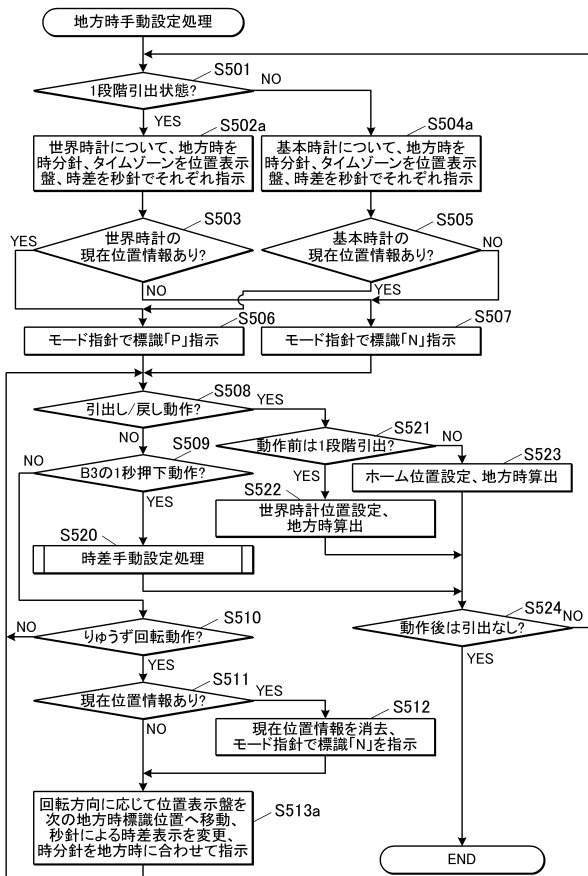 地方時手動設定処理
S501
1段階引出状態?
NO
YES
S502a
世界時計について、地方時を
時分針、タイムゾーンを位置表示
盤、時差を秒針でそれぞれ指示
S504a
基本時計について、地方時を
時分針、タイムゾーンを位置表示
盤、時差を秒針でそれぞれ指示
S503
YES
世界時計の
現在位置情報あり?
NO
S505
基本時計の
現在位置情報あり?
NO
YES
S506
モード指針で標識「P」指示
S507
モード指針で標識「N」指示
S508
引出し/戻し動作?
YES
NO
S521
動作前は1段階引出?
NO
YES
S509
NO
B3の1秒押下動作?
YES
S523
ホーム位置設定、地方時算出
S522
世界時計位置設定、
地方時算出
S520
時差手動設定処理
S524
動作後は引出なし?
NO
YES
S510
NO
りゅうず回転動作?
YES
S511
現在位置情報あり?
YES
NO
S512
現在位置情報を消去、
モード指針で標識「N」を指示
S513a
回転方向に応じて位置表示盤を
次の地方時標識位置へ移動、
秒針による時差表示を変更、
時分針を地方時に合わせて指示
END